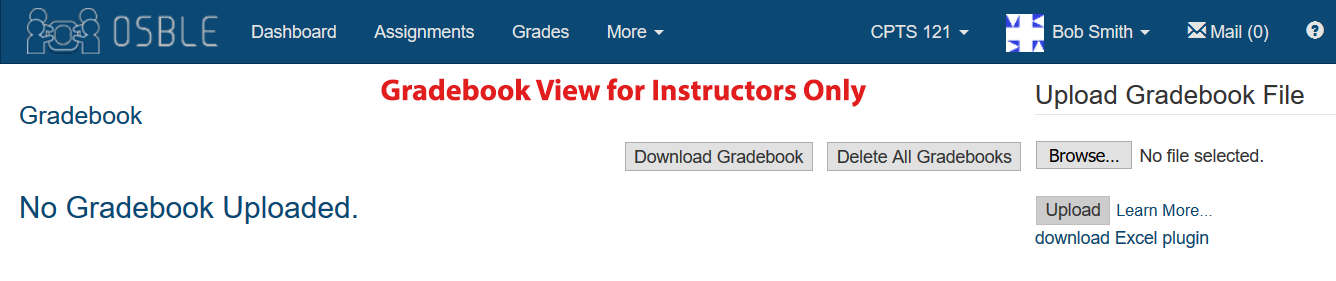 OSBLE Dashboard Assignments Grades More CPTS 121 Bob Smith Mail (0) ?
Gradebook View for Instructors Only
Gradebook
Download Gradebook Delete All Gradebooks
No Gradebook Uploaded.
Upload Gradebook File
Browse... No file selected.
Upload Learn More...
download Excel plugin